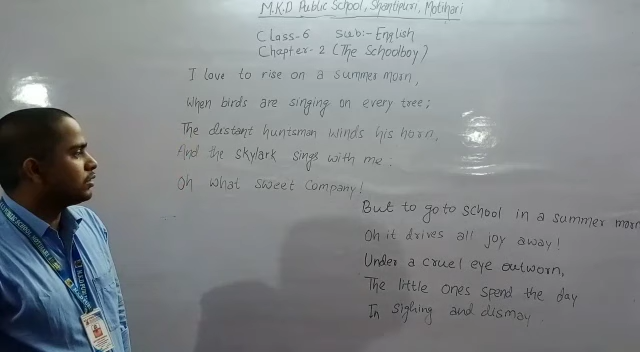 M.K.D Public School, Shantipuri, Motihari
Class-6 Sub:- English
Chapter-2 (The Schoolboy)
I love to rise on a summer morn,
When birds are singing on every tree;
The distant huntsman winds his horn,
And the skylark sings with me:
Oh what sweet company!
But to go to school in a summer morn
Oh it drives all joy away!
Under a cruel eye outworn,
The little ones spend the day
In sighing and dismay.